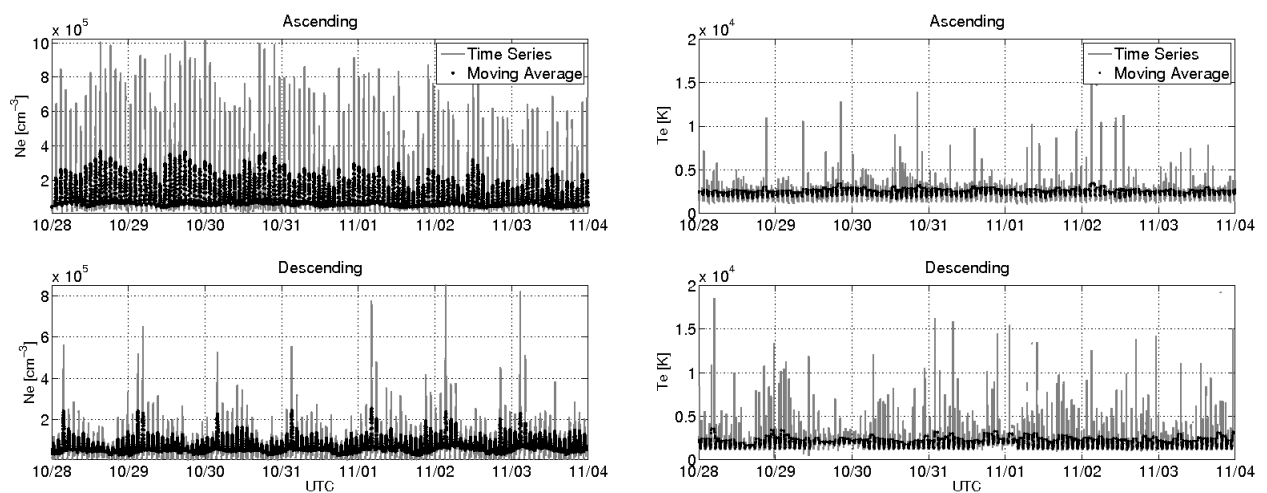 Ascending
x 10^5
10
8
6
4
2
Ne [cm^-3]
Time Series
Moving Average
10/28 10/29 10/30 10/31 11/01 11/02 11/03 11/04
Ascending
x 10^4
2
1.5
1
0.5
0
Te [K]
Time Series
Moving Average
10/28 10/29 10/30 10/31 11/01 11/02 11/03 11/04
Descending
x 10^5
8
6
4
2
Ne [cm^-3]
10/28 10/29 10/30 10/31 11/01 11/02 11/03 11/04
UTC
Descending
x 10^4
2
1.5
1
0.5
0
Te [K]
10/28 10/29 10/30 10/31 11/01 11/02 11/03 11/04
UTC